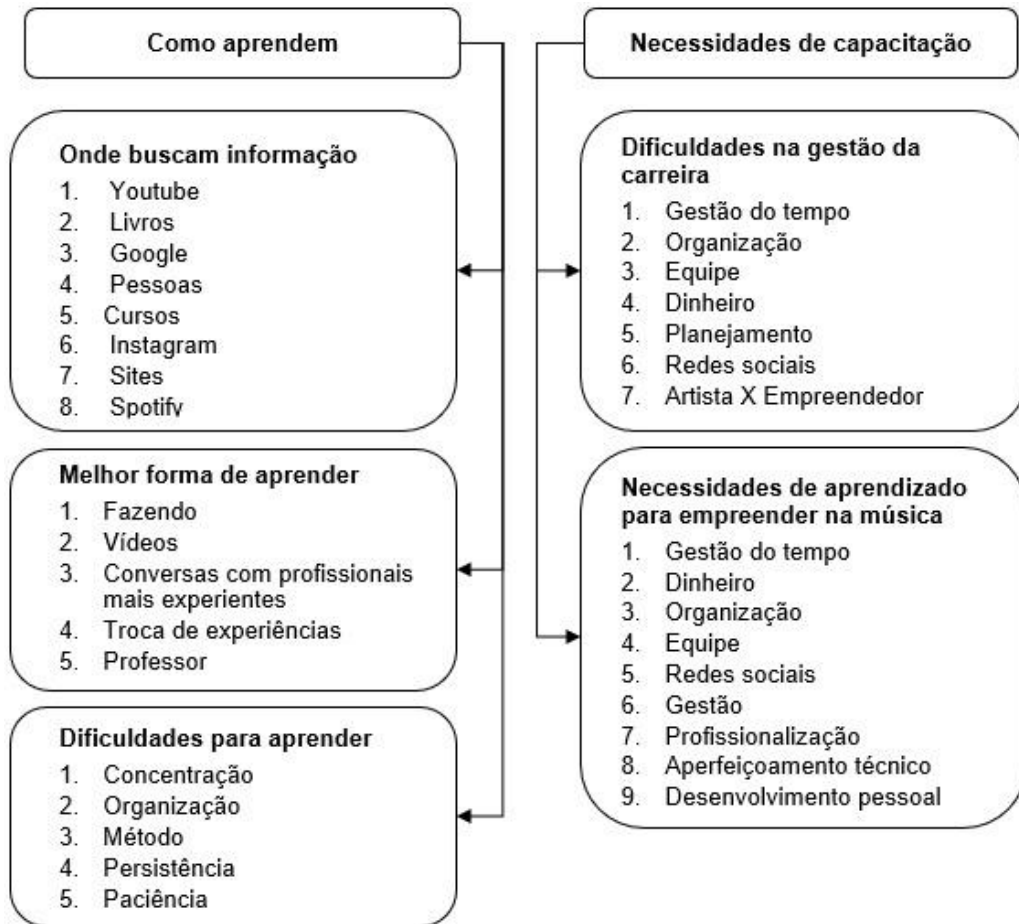 Como aprendem
Onde buscam informação
1. Youtube
2. Livros
3. Google
4. Pessoas
5. Cursos
6. Instagram
7. Sites
8. Spotify
Melhor forma de aprender
1. Fazendo
2. Vídeos
3. Conversas com profissionais
mais experientes
4. Troca de experiências
5. Professor
Dificuldades para aprender
1. Concentração
2. Organização
3. Método
4. Persistência
5. Paciência
Necessidades de capacitação
Dificuldades na gestão da
carreira
1. Gestão do tempo
2. Organização
3. Equipe
4. Dinheiro
5. Planejamento
6. Redes sociais
7. Artista X Empreendedor
Necessidades de aprendizado
para empreender na música
1. Gestão do tempo
2. Dinheiro
3. Organização
4. Equipe
5. Redes sociais
6. Gestão
7. Profissionalização
8. Aperfeiçoamento técnico
9. Desenvolvimento pessoal